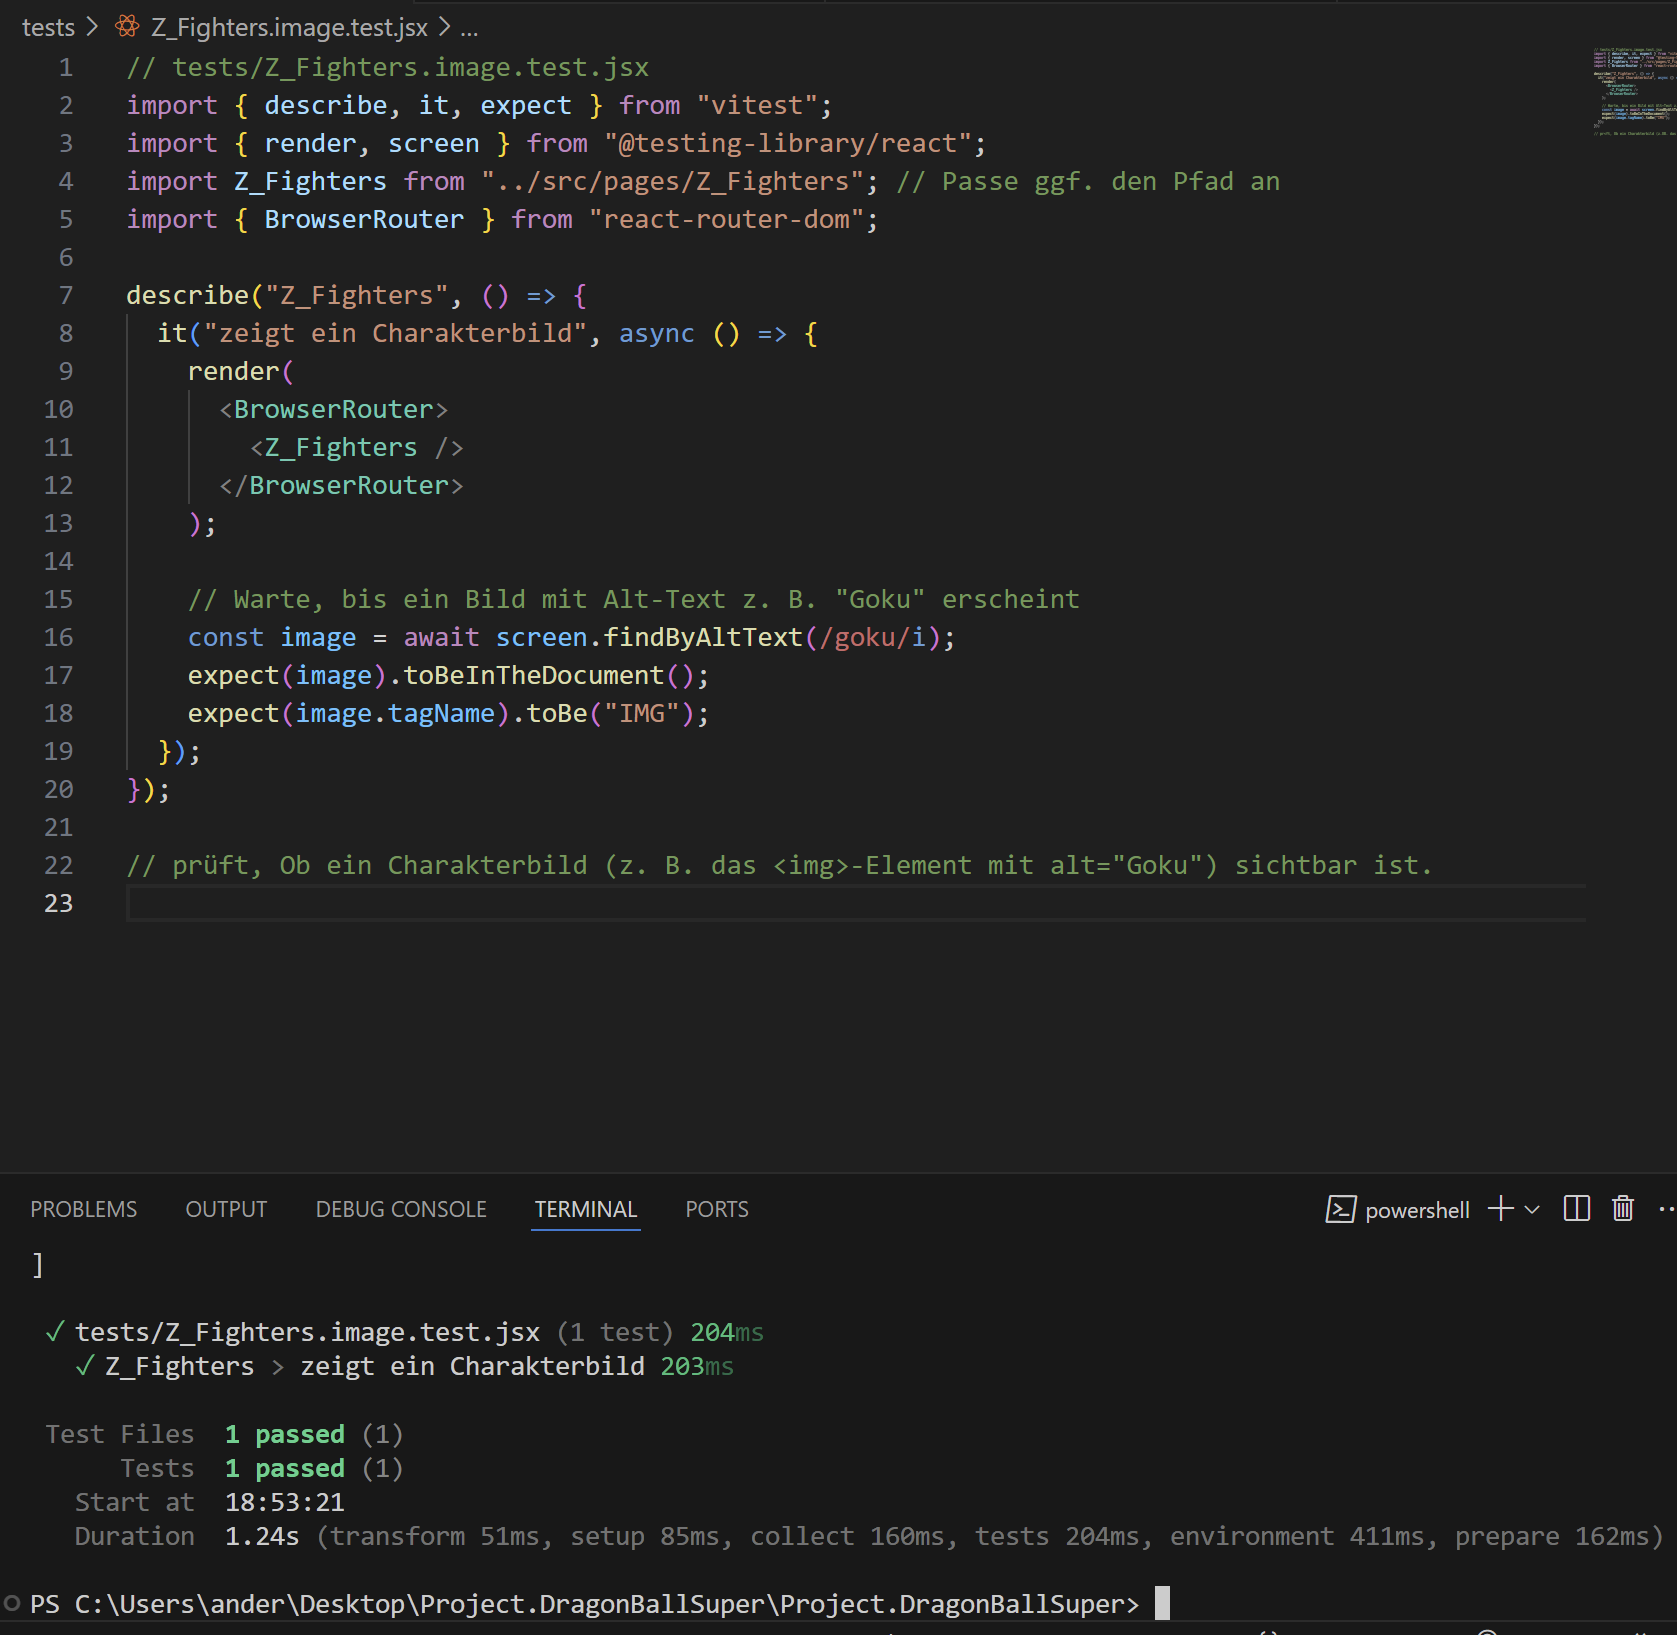 tests > Z_Fighters.image.test.jsx > ...
1 // tests/Z_Fighters.image.test.jsx
2 import { describe, it, expect } from "vitest";
3 import { render, screen } from "@testing-library/react";
4 import Z_Fighters from "../src/pages/Z_Fighters"; // Passe ggf. den Pfad an
5 import { BrowserRouter } from "react-router-dom";
6
7 describe("Z_Fighters", () => {
8   it("zeigt ein Charakterbild", async () => {
9     render(
10       <BrowserRouter>
11         <Z_Fighters />
12       </BrowserRouter>
13     );
14
15     // Warte, bis ein Bild mit Alt-Text z. B. "Goku" erscheint
16     const image = await screen.findByAltText(/goku/i);
17     expect(image).toBeInTheDocument();
18     expect(image.tagName).toBe("IMG");
19   });
20 });
21
22 // prüft, Ob ein Charakterbild (z. B. das <img>-Element mit alt="Goku") sichtbar ist.
23
PROBLEMS OUTPUT DEBUG CONSOLE TERMINAL PORTS powershell
]
✓ tests/Z_Fighters.image.test.jsx (1 test) 204ms
✓ Z_Fighters > zeigt ein Charakterbild 203ms
Test Files 1 passed (1)
Tests 1 passed (1)
Start at 18:53:21
Duration 1.24s (transform 51ms, setup 85ms, collect 160ms, tests 204ms, environment 411ms, prepare 162ms)
PS C:\Users\ander\Desktop\Project.DragonBallSuper\Project.DragonBallSuper>